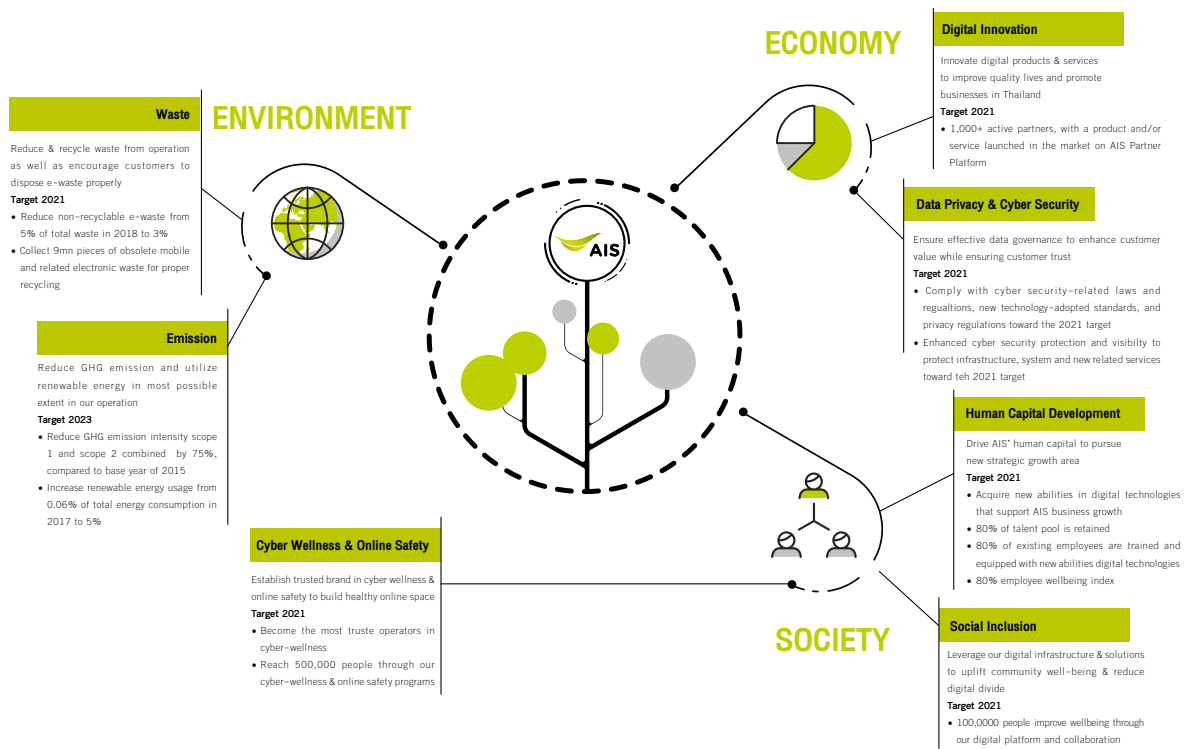 ENVIRONMENT
Waste
Reduce & recycle waste from operation
as well as encourage customers to
dispose e-waste properly
Target 2021
• Reduce non-recyclable e-waste from
5% of total waste in 2018 to 3%
• Collect 9mn pieces of obsolete mobile
and related electronic waste for proper
recycling
Emission
Reduce GHG emission and utilize
renewable energy in most possible
extent in our operation
Target 2023
• Reduce GHG emission intensity scope
1 and scope 2 combined by 75%,
compared to base year of 2015
• Increase renewable energy usage from
0.06% of total energy consumption in
2017 to 5%
AIS
ECONOMY
Digital Innovation
Innovate digital products & services
to improve quality lives and promote
businesses in Thailand
Target 2021
• 1,000+ active partners, with a product and/or
service launched in the market on AIS Partner
Platform
Data Privacy & Cyber Security
Ensure effective data governance to enhance customer
value while ensuring customer trust
Target 2021
• Comply with cyber security-related laws and
regualtions, new technology-adopted standards, and
privacy regulations toward the 2021 target
• Enhanced cyber security protection and visibilty to
protect infrastructure, system and new related services
toward teh 2021 target
SOCIETY
Human Capital Development
Drive AIS' human capital to pursue
new strategic growth area
Target 2021
• Acquire new abilities in digital technologies
that support AIS business growth
• 80% of talent pool is retained
• 80% of existing employees are trained and
equipped with new abilities digital technologies
• 80% employee wellbeing index
Social Inclusion
Leverage our digital infrastructure & solutions
to uplift community well-being & reduce
digital divide
Target 2021
• 100,0000 people improve wellbeing through
our digital platform and collaboration
Cyber Wellness & Online Safety
Establish trusted brand in cyber wellness &
online safety to build healthy online space
Target 2021
• Become the most truste operators in
cyber-wellness
• Reach 500,000 people through our
cyber-wellness & online safety programs